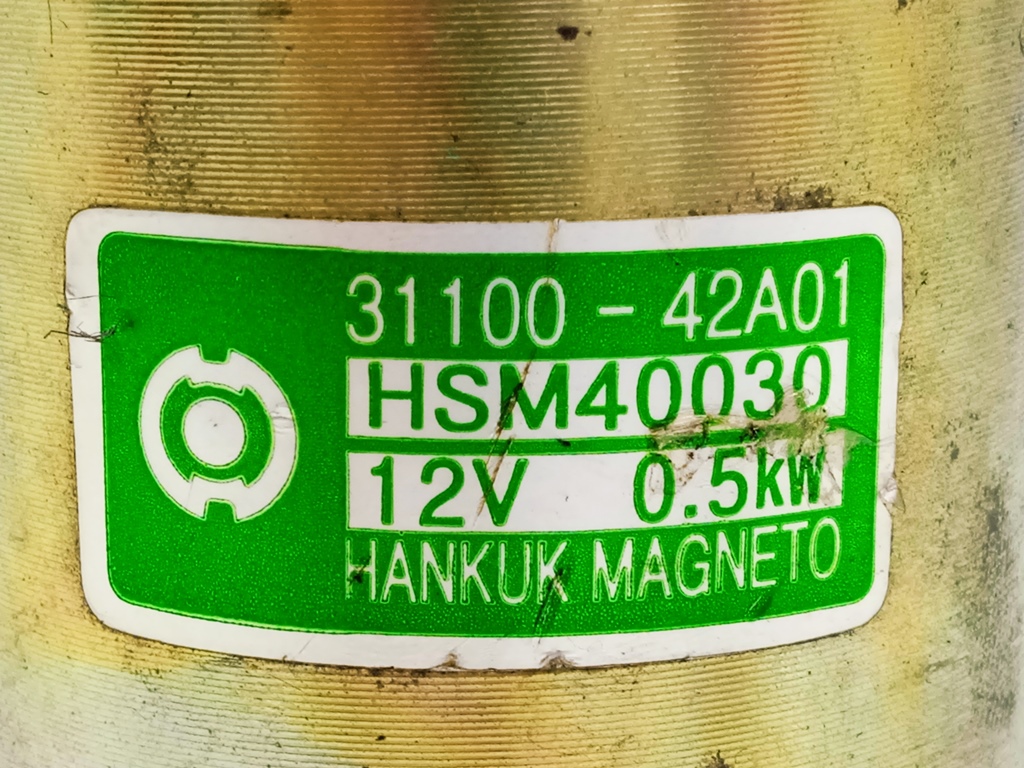 31100 - 42A01
HSM40030
12V 0.5kW
HANKUK MAGNETO